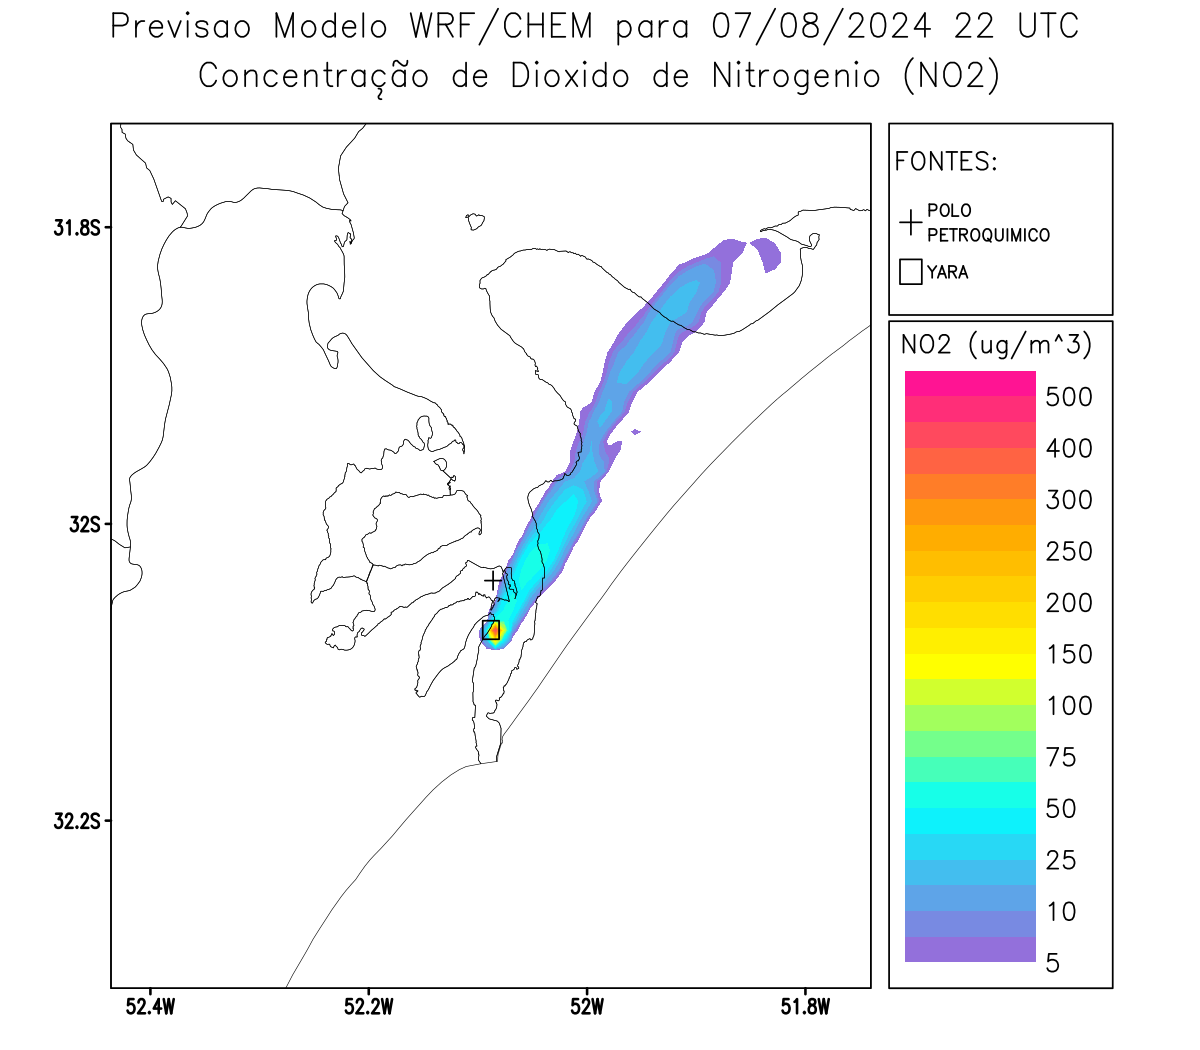 Previsao Modelo WRF/CHEM para 07/08/2024 22 UTC
Concentração de Dioxido de Nitrogenio (NO2)
FONTES:
POLO
PETROQUIMICO
YARA
NO2 (ug/m^3)
500
400
300
250
200
150
100
75
50
25
10
5
31.8S
32S
32.2S
52.4W
52.2W
52W
51.8W